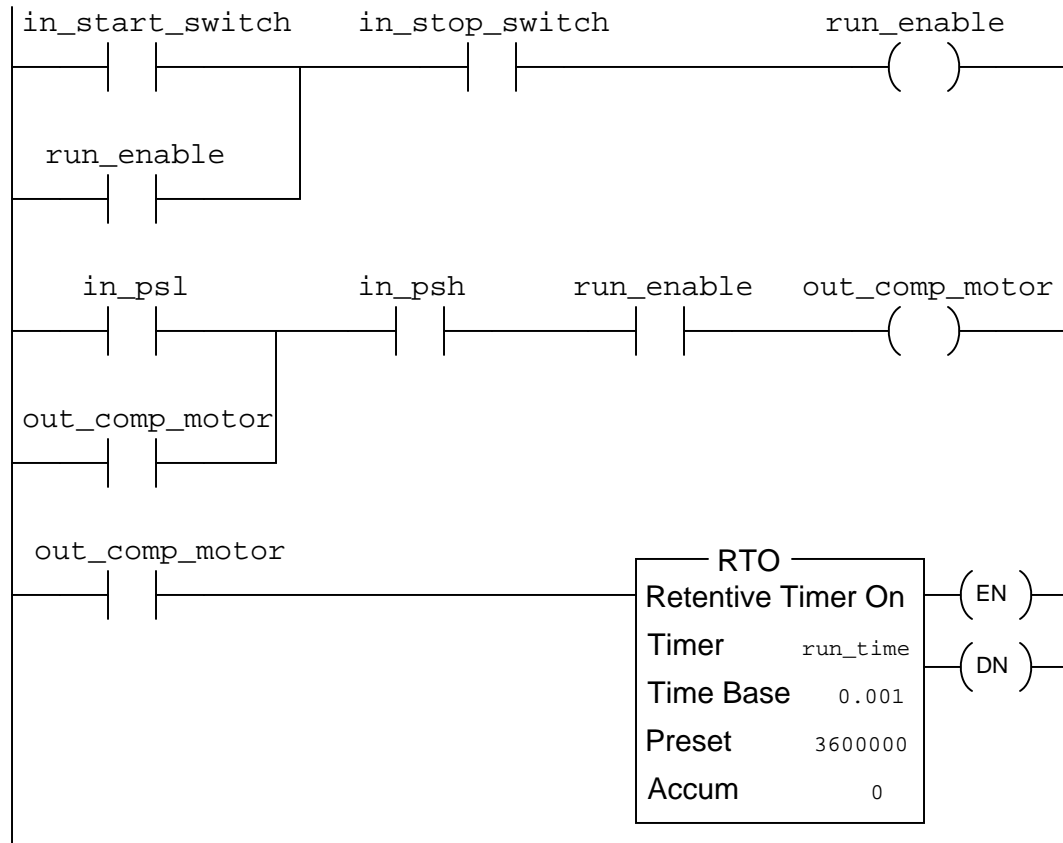 in_start_switch in_stop_switch run_enable
run_enable
in_psl in_psh run_enable out_comp_motor
out_comp_motor
out_comp_motor
RTO
Retentive Timer On
EN
Timer run_time
DN
Time Base 0.001
Preset 3600000
Accum 0